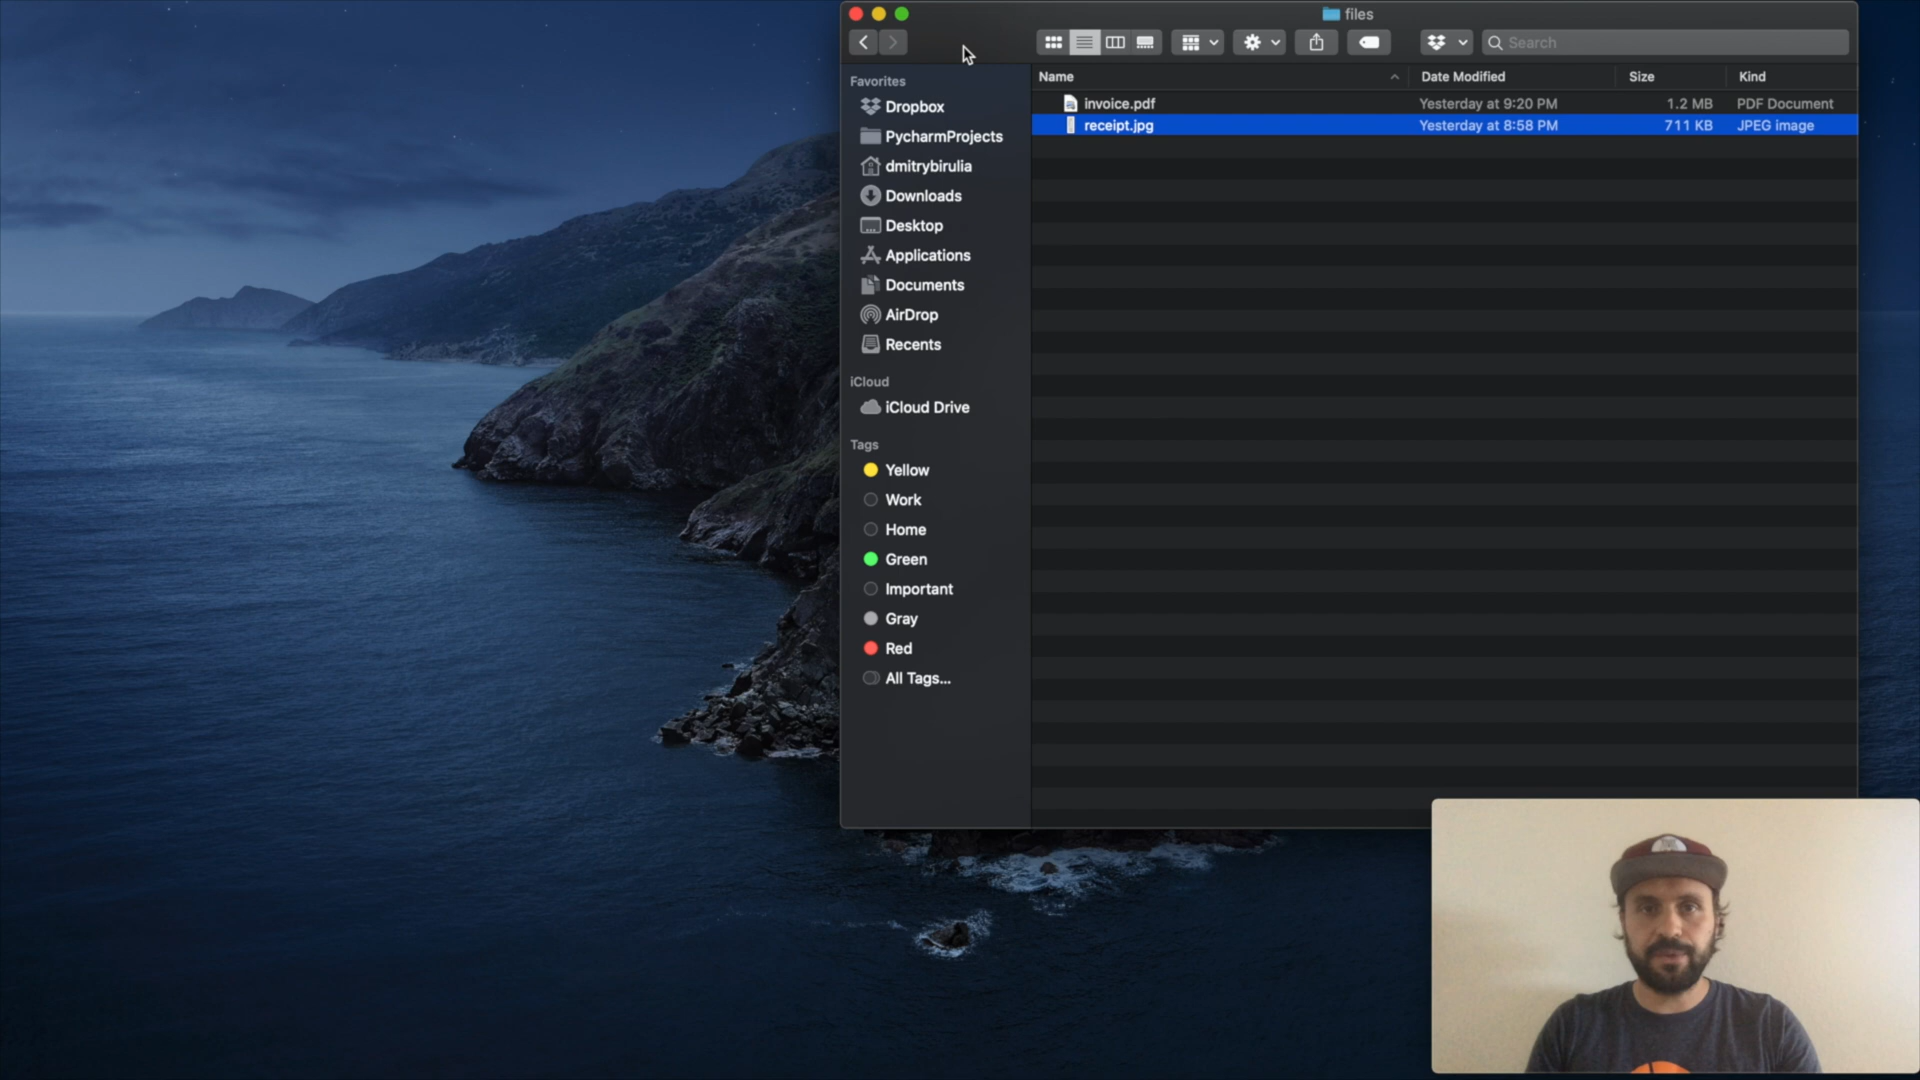 files
Search
Favorites
Dropbox
PycharmProjects
dmitrybirulia
Downloads
Desktop
Applications
Documents
AirDrop
Recents
iCloud
iCloud Drive
Tags
Yellow
Work
Home
Green
Important
Gray
Red
All Tags...
Name Date Modified Size Kind
invoice.pdf Yesterday at 9:20 PM 1.2 MB PDF Document
receipt.jpg Yesterday at 8:58 PM 711 KB JPEG image